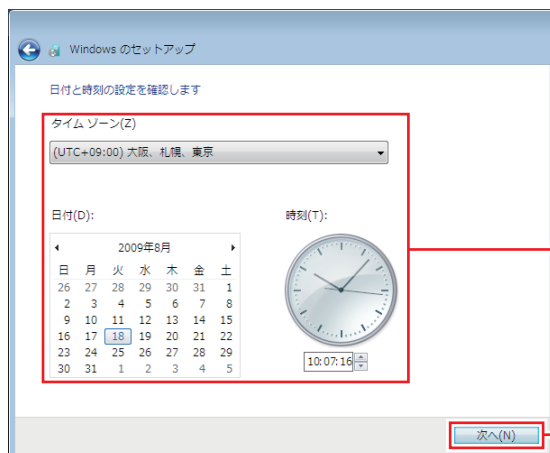 Windows のセットアップ
日付と時刻の設定を確認します
タイム ゾーン(Z)
(UTC+09:00) 大阪、札幌、東京
日付(D):
時刻(T):
2009年8月
日 月 火 水 木 金 土
26 27 28 29 30 31 1
2 3 4 5 6 7 8
9 10 11 12 13 14 15
16 17 18 19 20 21 22
23 24 25 26 27 28 29
30 31 1 2 3 4 5
10:07:16
次へ(N)